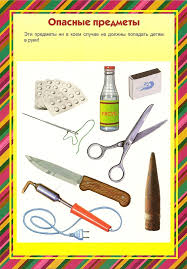 Опасные предметы
Эти предметы ни в коем случае не должны попадать детям
в руки!